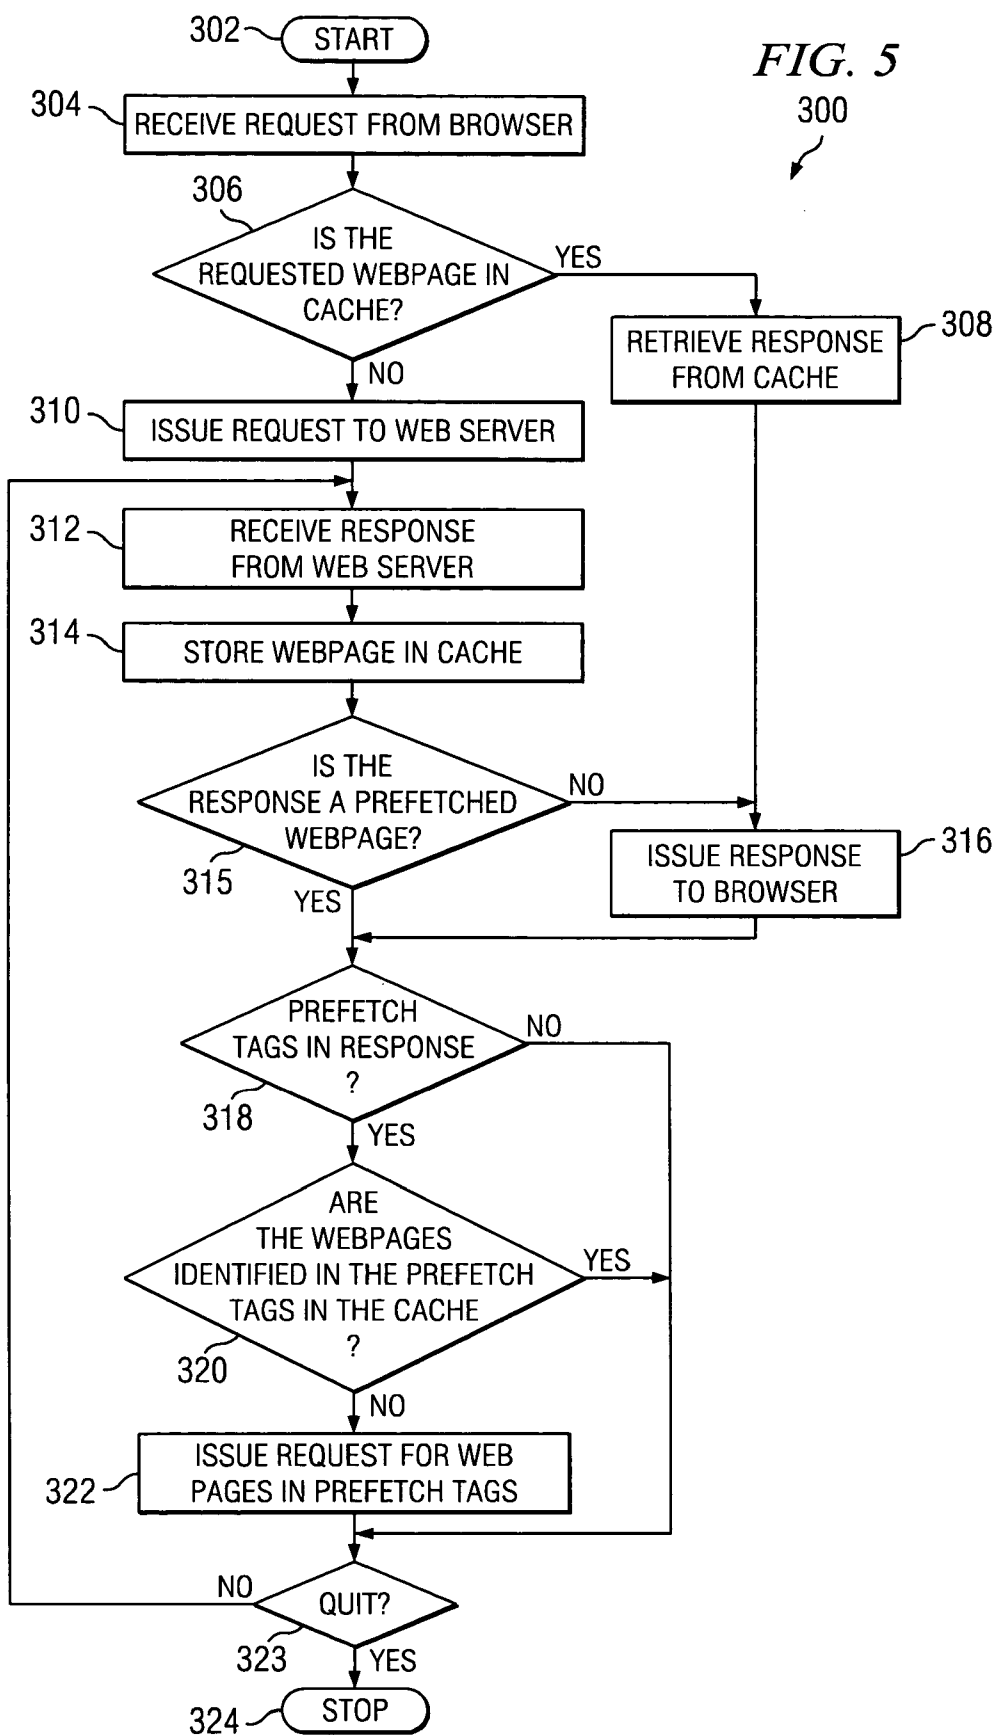 302
START
FIG. 5
300
304
RECEIVE REQUEST FROM BROWSER
306
IS THE
REQUESTED WEBPAGE IN
CACHE?
YES
NO
308
RETRIEVE RESPONSE
FROM CACHE
310
ISSUE REQUEST TO WEB SERVER
312
RECEIVE RESPONSE
FROM WEB SERVER
314
STORE WEBPAGE IN CACHE
IS THE
RESPONSE A PREFETCHED
WEBPAGE?
NO
315
YES
316
ISSUE RESPONSE
TO BROWSER
PREFETCH
TAGS IN RESPONSE
?
NO
318
YES
ARE
THE WEBPAGES
IDENTIFIED IN THE PREFETCH
TAGS IN THE CACHE
?
YES
320
NO
322
ISSUE REQUEST FOR WEB
PAGES IN PREFETCH TAGS
NO
QUIT?
323
YES
324
STOP